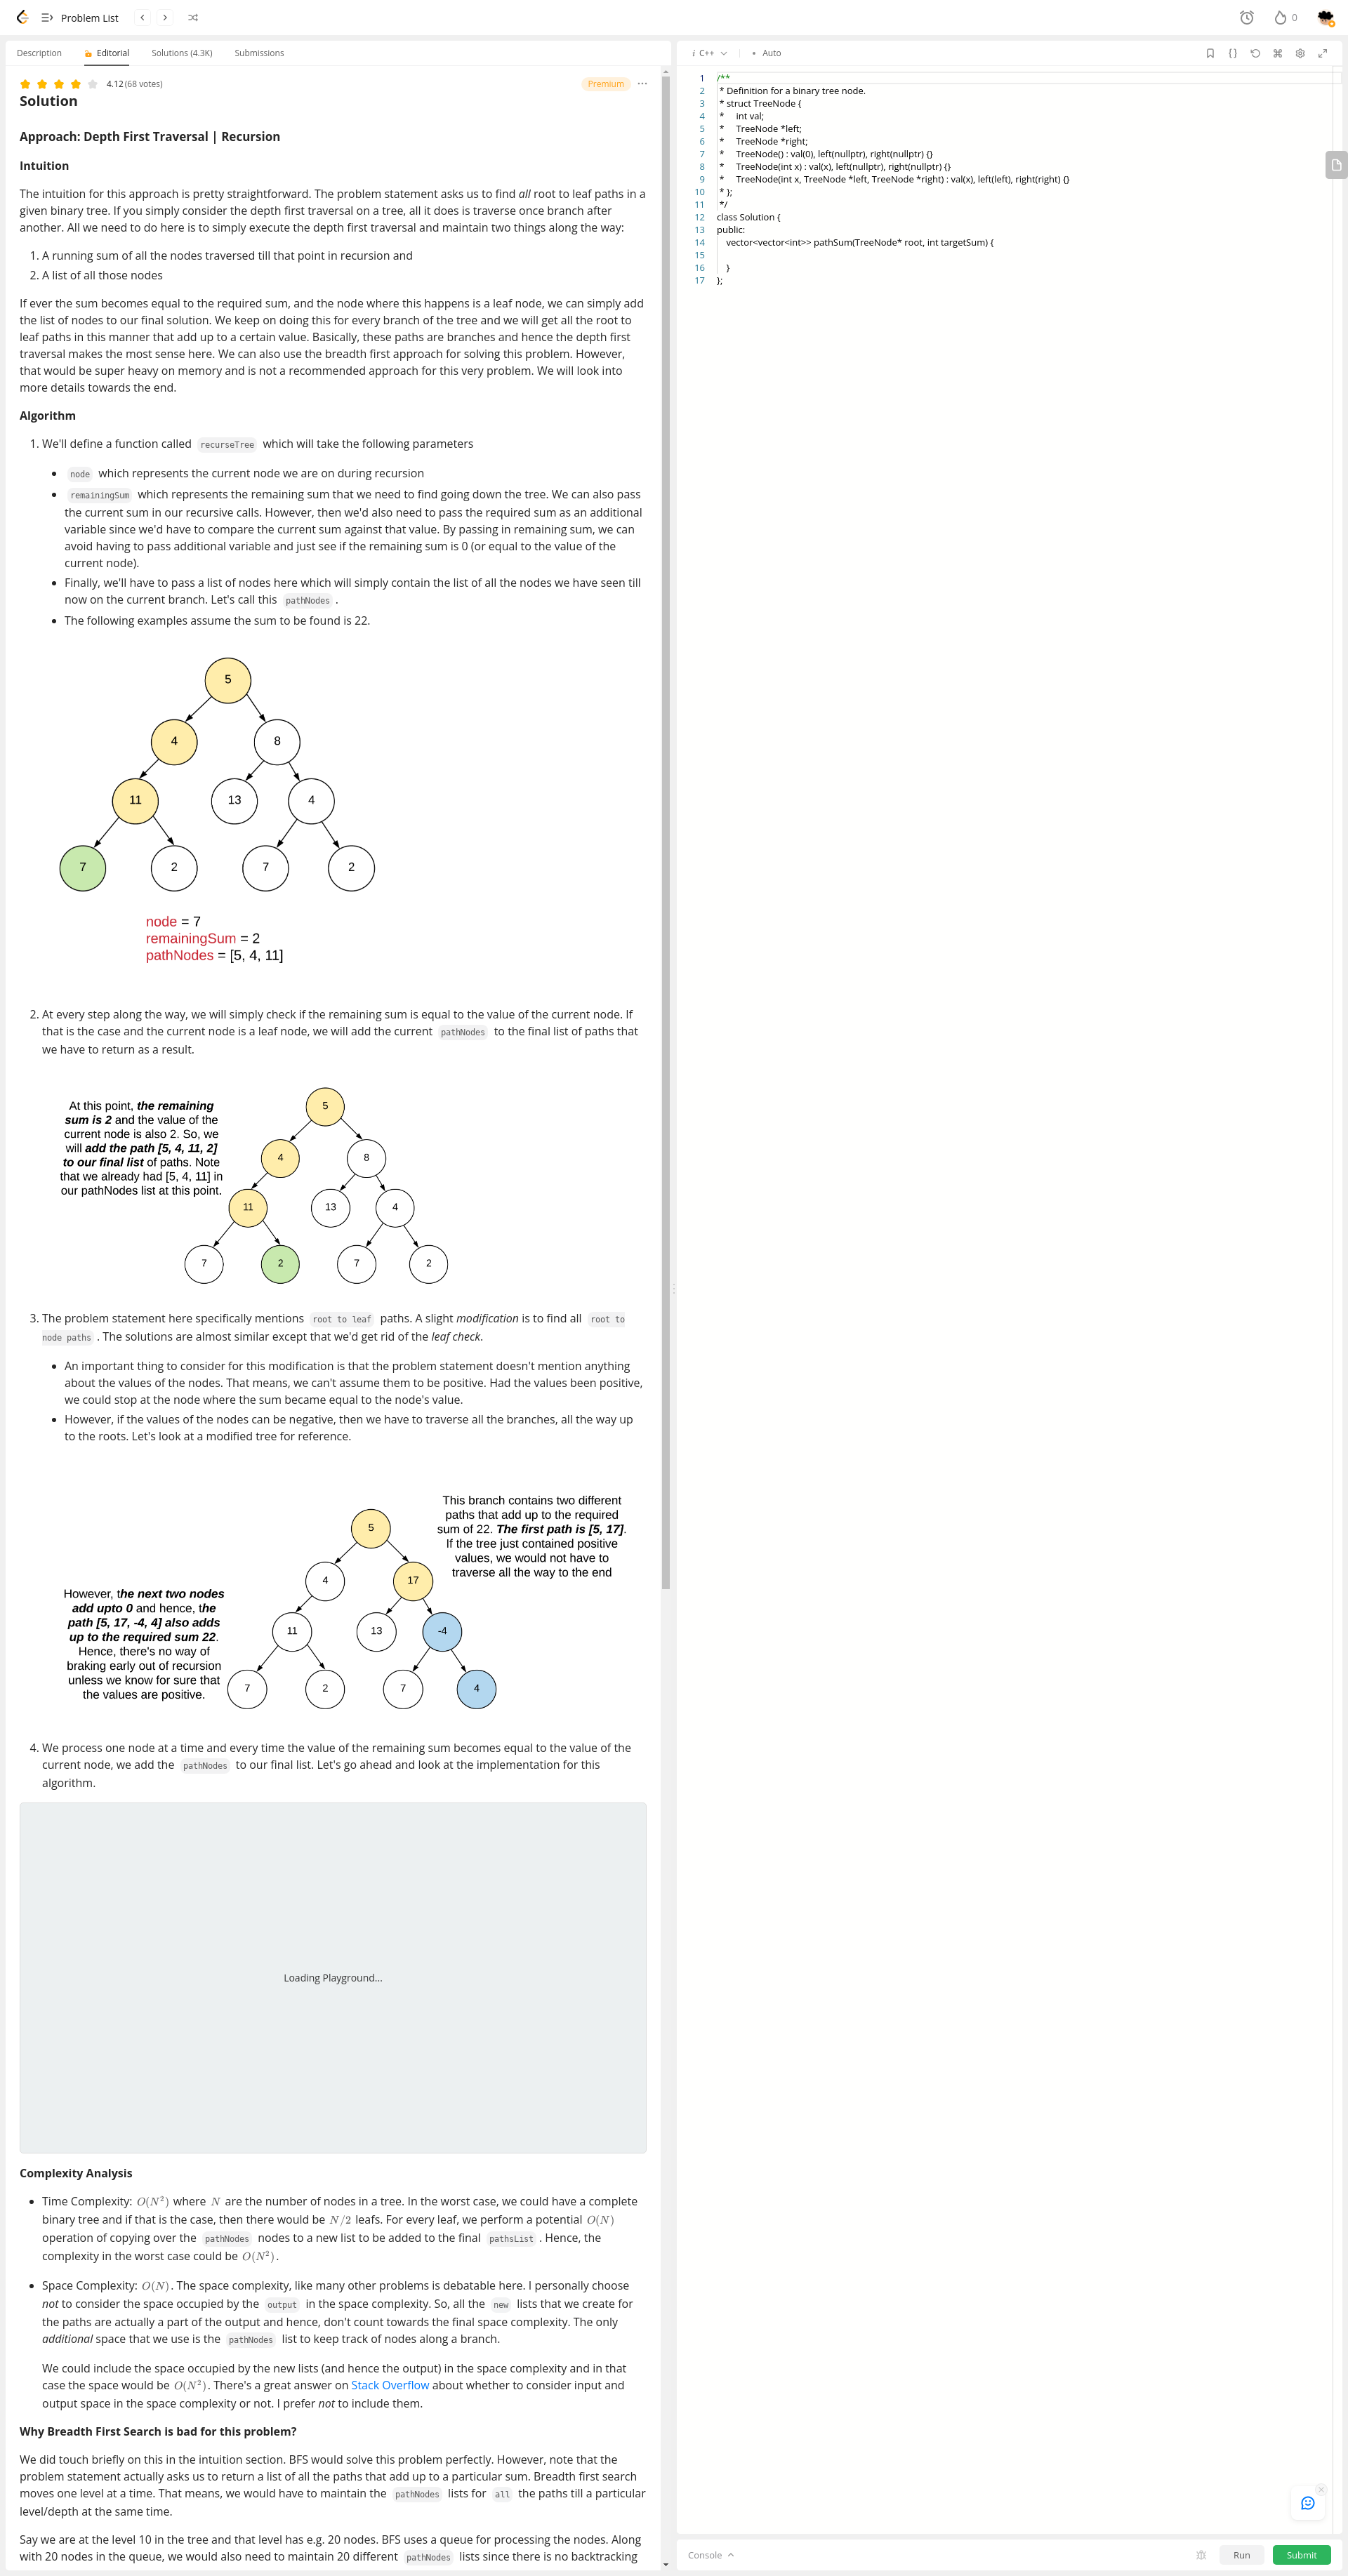 Problem List
0
Description
Editorial
Solutions (4.3K)
Submissions
4.12 (68 votes)
Premium
Solution
Approach: Depth First Traversal | Recursion
Intuition
The intuition for this approach is pretty straightforward. The problem statement asks us to find all root to leaf paths in a
given binary tree. If you simply consider the depth first traversal on a tree, all it does is traverse once branch after
another. All we need to do here is to simply execute the depth first traversal and maintain two things along the way:
1. A running sum of all the nodes traversed till that point in recursion and
2. A list of all those nodes
If ever the sum becomes equal to the required sum, and the node where this happens is a leaf node, we can simply add
the list of nodes to our final solution. We keep on doing this for every branch of the tree and we will get all the root to
leaf paths in this manner that add up to a certain value. Basically, these paths are branches and hence the depth first
traversal makes the most sense here. We can also use the breadth first approach for solving this problem. However,
that would be super heavy on memory and is not a recommended approach for this very problem. We will look into
more details towards the end.
Algorithm
1. We'll define a function called recurseTree which will take the following parameters
• node which represents the current node we are on during recursion
• remainingSum which represents the remaining sum that we need to find going down the tree. We can also pass
the current sum in our recursive calls. However, then we'd also need to pass the required sum as an additional
variable since we'd have to compare the current sum against that value. By passing in remaining sum, we can
avoid having to pass additional variable and just see if the remaining sum is 0 (or equal to the value of the
current node).
• Finally, we'll have to pass a list of nodes here which will simply contain the list of all the nodes we have seen till
now on the current branch. Let's call this pathNodes .
• The following examples assume the sum to be found is 22.
5
4
8
11
13
4
7
2
7
2
node = 7
remainingSum = 2
pathNodes = [5, 4, 11]
2. At every step along the way, we will simply check if the remaining sum is equal to the value of the current node. If
that is the case and the current node is a leaf node, we will add the current pathNodes to the final list of paths that
we have to return as a result.
At this point, the remaining
sum is 2 and the value of the
current node is also 2. So, we
will add the path [5, 4, 11, 2]
to our final list of paths. Note
that we already had [5, 4, 11] in
our pathNodes list at this point.
5
4
8
11
13
4
7
2
7
2
3. The problem statement here specifically mentions root to leaf paths. A slight modification is to find all root to
node paths . The solutions are almost similar except that we'd get rid of the leaf check.
• An important thing to consider for this modification is that the problem statement doesn't mention anything
about the values of the nodes. That means, we can't assume them to be positive. Had the values been positive,
we could stop at the node where the sum became equal to the node's value.
• However, if the values of the nodes can be negative, then we have to traverse all the branches, all the way up
to the roots. Let's look at a modified tree for reference.
This branch contains two different
paths that add up to the required
sum of 22. The first path is [5, 17].
If the tree just contained positive
values, we would not have to
traverse all the way to the end
However, the next two nodes
add upto 0 and hence, the
path [5, 17, -4, 4] also adds
up to the required sum 22.
Hence, there's no way of
braking early out of recursion
unless we know for sure that
the values are positive.
5
4
17
11
13
-4
7
2
7
4
4. We process one node at a time and every time the value of the remaining sum becomes equal to the value of the
current node, we add the pathNodes to our final list. Let's go ahead and look at the implementation for this
algorithm.
Loading Playground...
Complexity Analysis
• Time Complexity: O(N²) where N are the number of nodes in a tree. In the worst case, we could have a complete
binary tree and if that is the case, then there would be N/2 leafs. For every leaf, we perform a potential O(N)
operation of copying over the pathNodes nodes to a new list to be added to the final pathsList . Hence, the
complexity in the worst case could be O(N²).
• Space Complexity: O(N). The space complexity, like many other problems is debatable here. I personally choose
not to consider the space occupied by the output in the space complexity. So, all the new lists that we create for
the paths are actually a part of the output and hence, don't count towards the final space complexity. The only
additional space that we use is the pathNodes list to keep track of nodes along a branch.
We could include the space occupied by the new lists (and hence the output) in the space complexity and in that
case the space would be O(N²). There's a great answer on Stack Overflow about whether to consider input and
output space in the space complexity or not. I prefer not to include them.
Why Breadth First Search is bad for this problem?
We did touch briefly on this in the intuition section. BFS would solve this problem perfectly. However, note that the
problem statement actually asks us to return a list of all the paths that add up to a particular sum. Breadth first search
moves one level at a time. That means, we would have to maintain the pathNodes lists for all the paths till a particular
level/depth at the same time.
Say we are at the level 10 in the tree and that level has e.g. 20 nodes. BFS uses a queue for processing the nodes. Along
with 20 nodes in the queue, we would also need to maintain 20 different pathNodes lists since there is no backtracking
i C++
• Auto
1 /**
2 * Definition for a binary tree node.
3 * struct TreeNode {
4 * int val;
5 * TreeNode *left;
6 * TreeNode *right;
7 * TreeNode() : val(0), left(nullptr), right(nullptr) {}
8 * TreeNode(int x) : val(x), left(nullptr), right(nullptr) {}
9 * TreeNode(int x, TreeNode *left, TreeNode *right) : val(x), left(left), right(right) {}
10 * };
11 */
12 class Solution {
13 public:
14 vector<vector<int>> pathSum(TreeNode* root, int targetSum) {
15
16 }
17 };
Console
Run
Submit